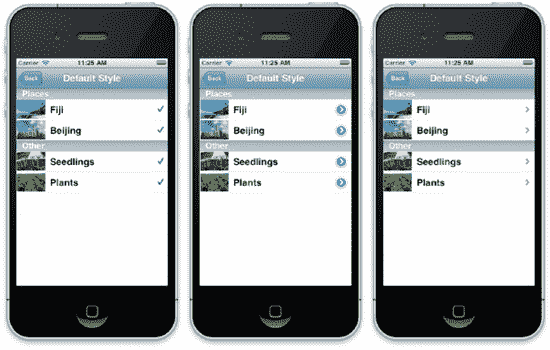 Carrier 11:25 AM
Back Default Style
Places
Fiji
Beijing
Other
Seedlings
Plants
Carrier 11:25 AM
Back Default Style
Places
Fiji
Beijing
Other
Seedlings
Plants
Carrier 11:25 AM
Back Default Style
Places
Fiji
Beijing
Other
Seedlings
Plants